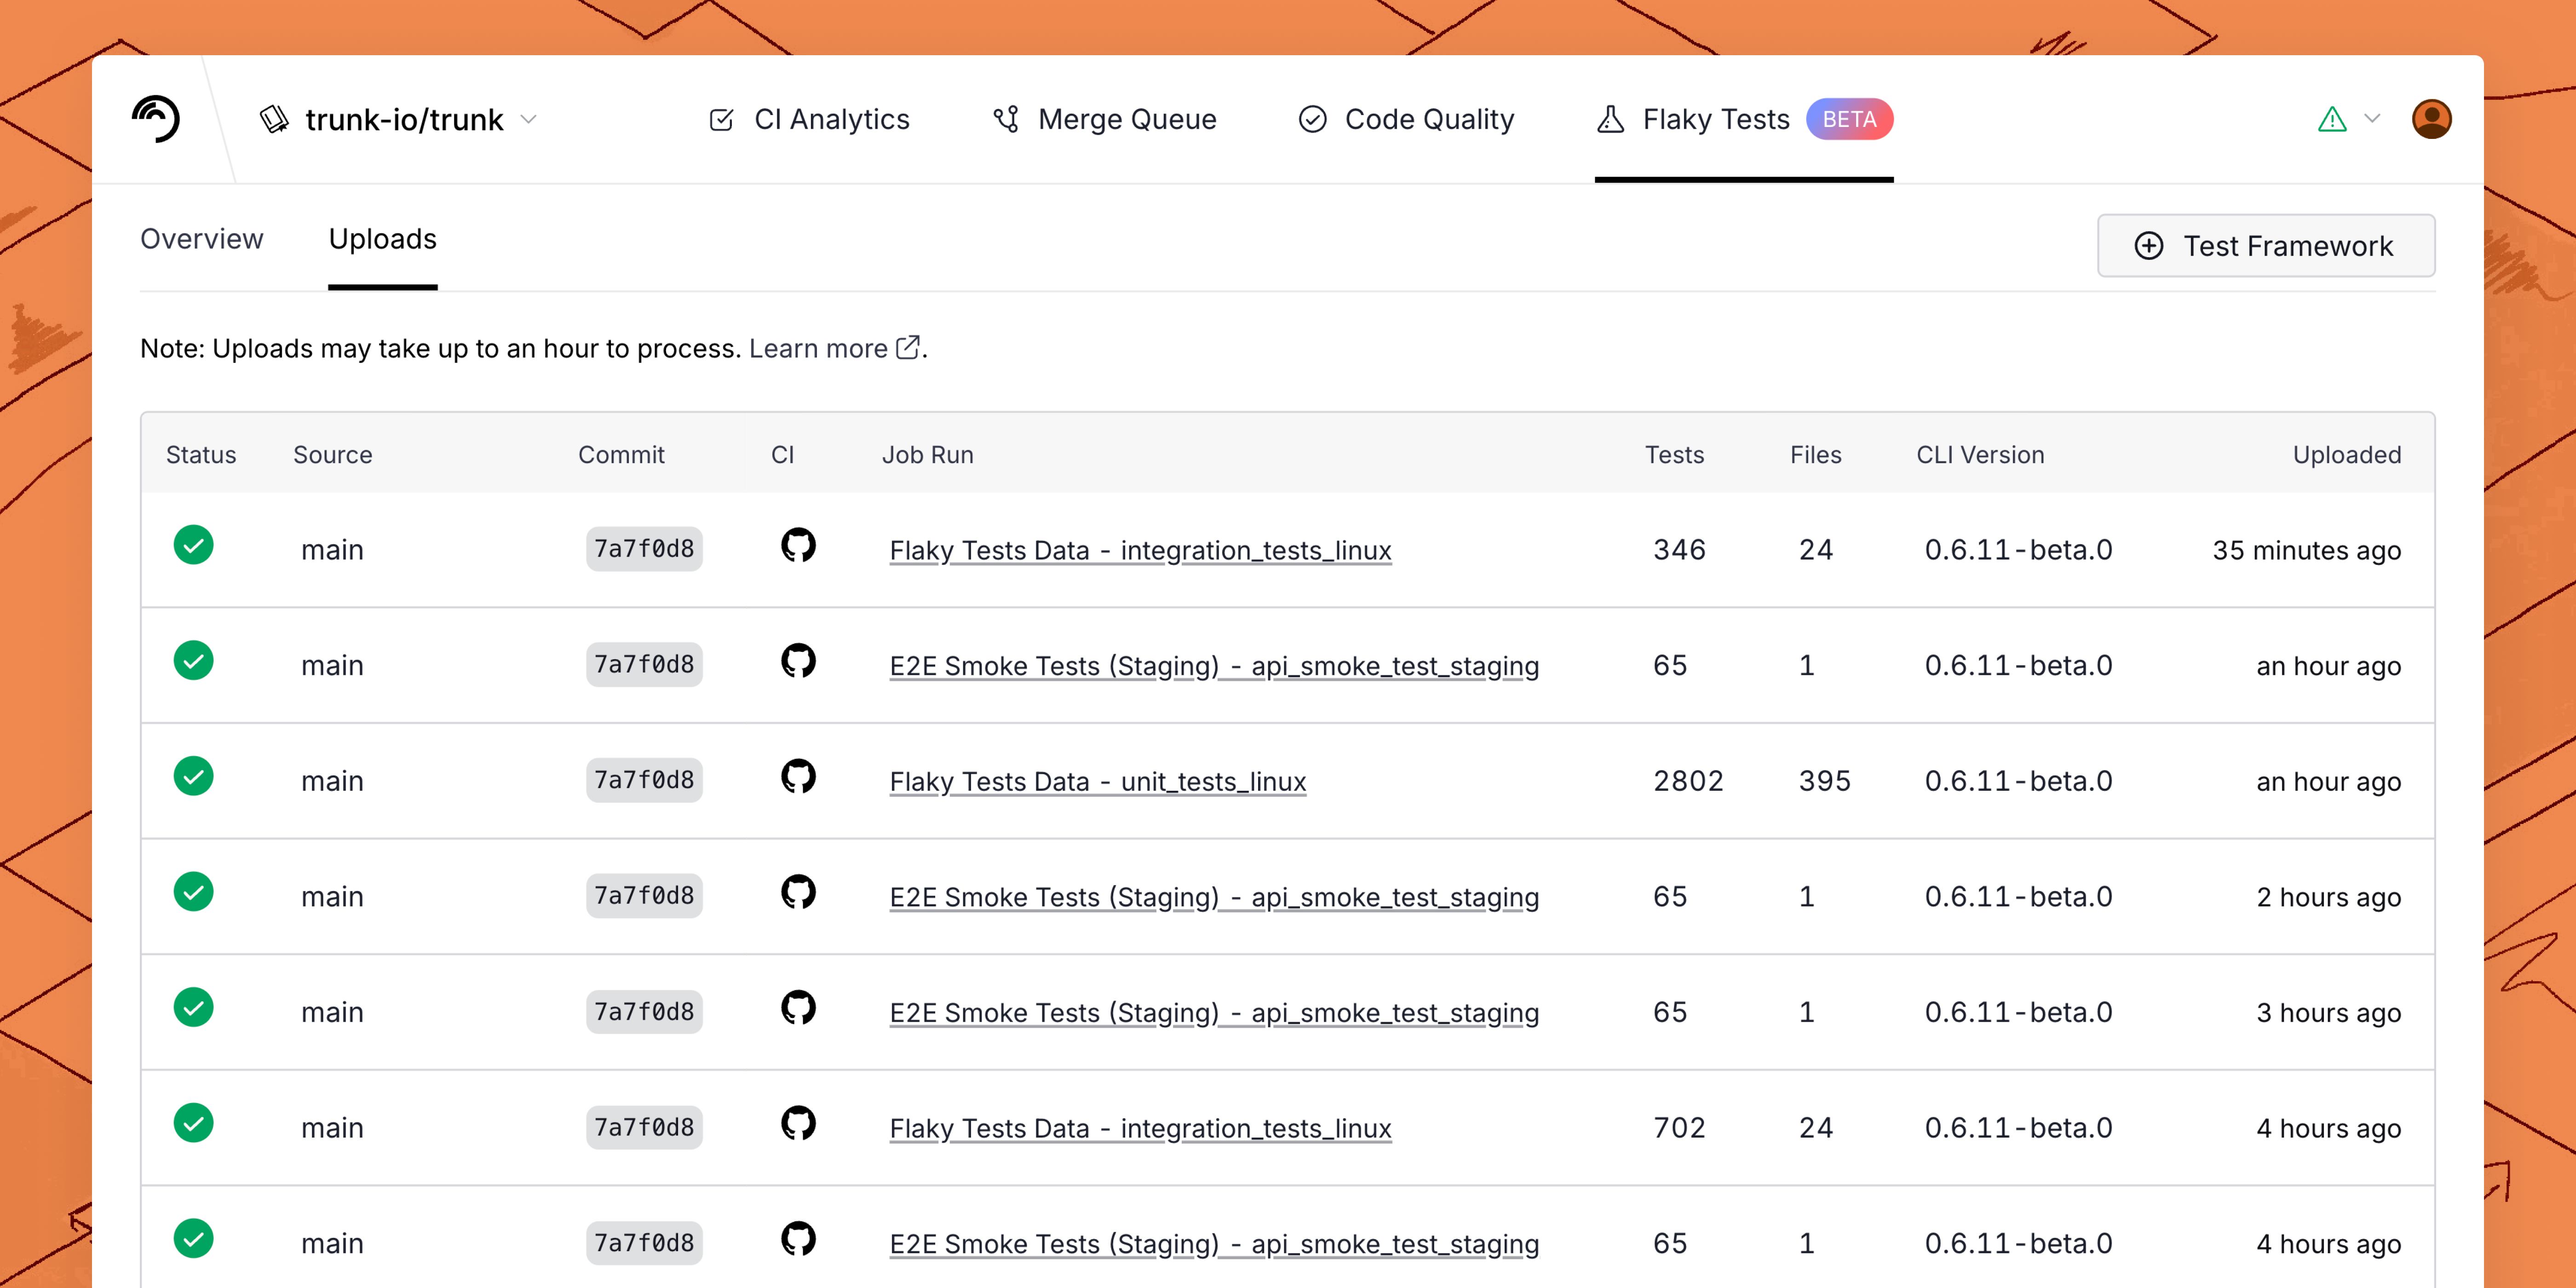 trunk-io/trunk CI Analytics Merge Queue Code Quality Flaky Tests BETA
Overview Uploads Test Framework
Note: Uploads may take up to an hour to process. Learn more.
Status Source Commit CI Job Run Tests Files CLI Version Uploaded
main 7a7f0d8 Flaky Tests Data - integration_tests_linux 346 24 0.6.11-beta.0 35 minutes ago
main 7a7f0d8 E2E Smoke Tests (Staging) - api_smoke_test_staging 65 1 0.6.11-beta.0 an hour ago
main 7a7f0d8 Flaky Tests Data - unit_tests_linux 2802 395 0.6.11-beta.0 an hour ago
main 7a7f0d8 E2E Smoke Tests (Staging) - api_smoke_test_staging 65 1 0.6.11-beta.0 2 hours ago
main 7a7f0d8 E2E Smoke Tests (Staging) - api_smoke_test_staging 65 1 0.6.11-beta.0 3 hours ago
main 7a7f0d8 Flaky Tests Data - integration_tests_linux 702 24 0.6.11-beta.0 4 hours ago
main 7a7f0d8 E2E Smoke Tests (Staging) - api_smoke_test_staging 65 1 0.6.11-beta.0 4 hours ago